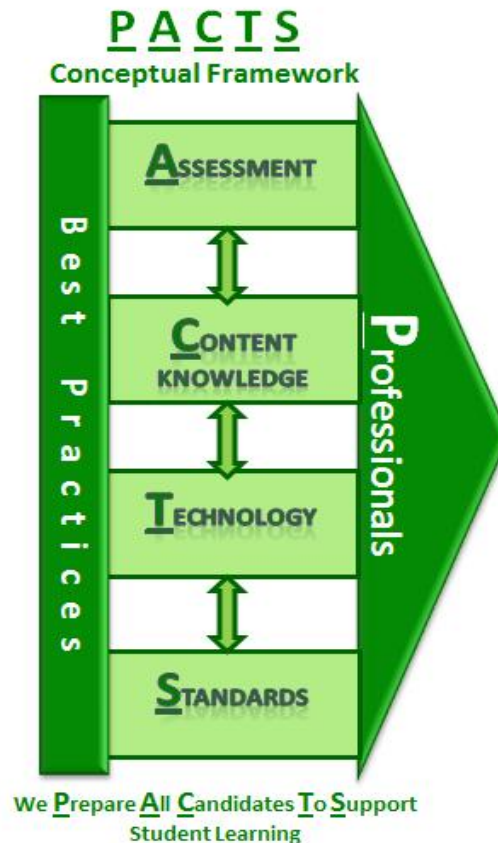 P A C T S
Conceptual Framework
Best Practices
ASSESSMENT
CONTENT
KNOWLEDGE
TECHNOLOGY
STANDARDS
Professionals
We Prepare All Candidates To Support
Student Learning